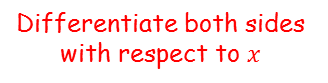 Differentiate both sides
with respect to x